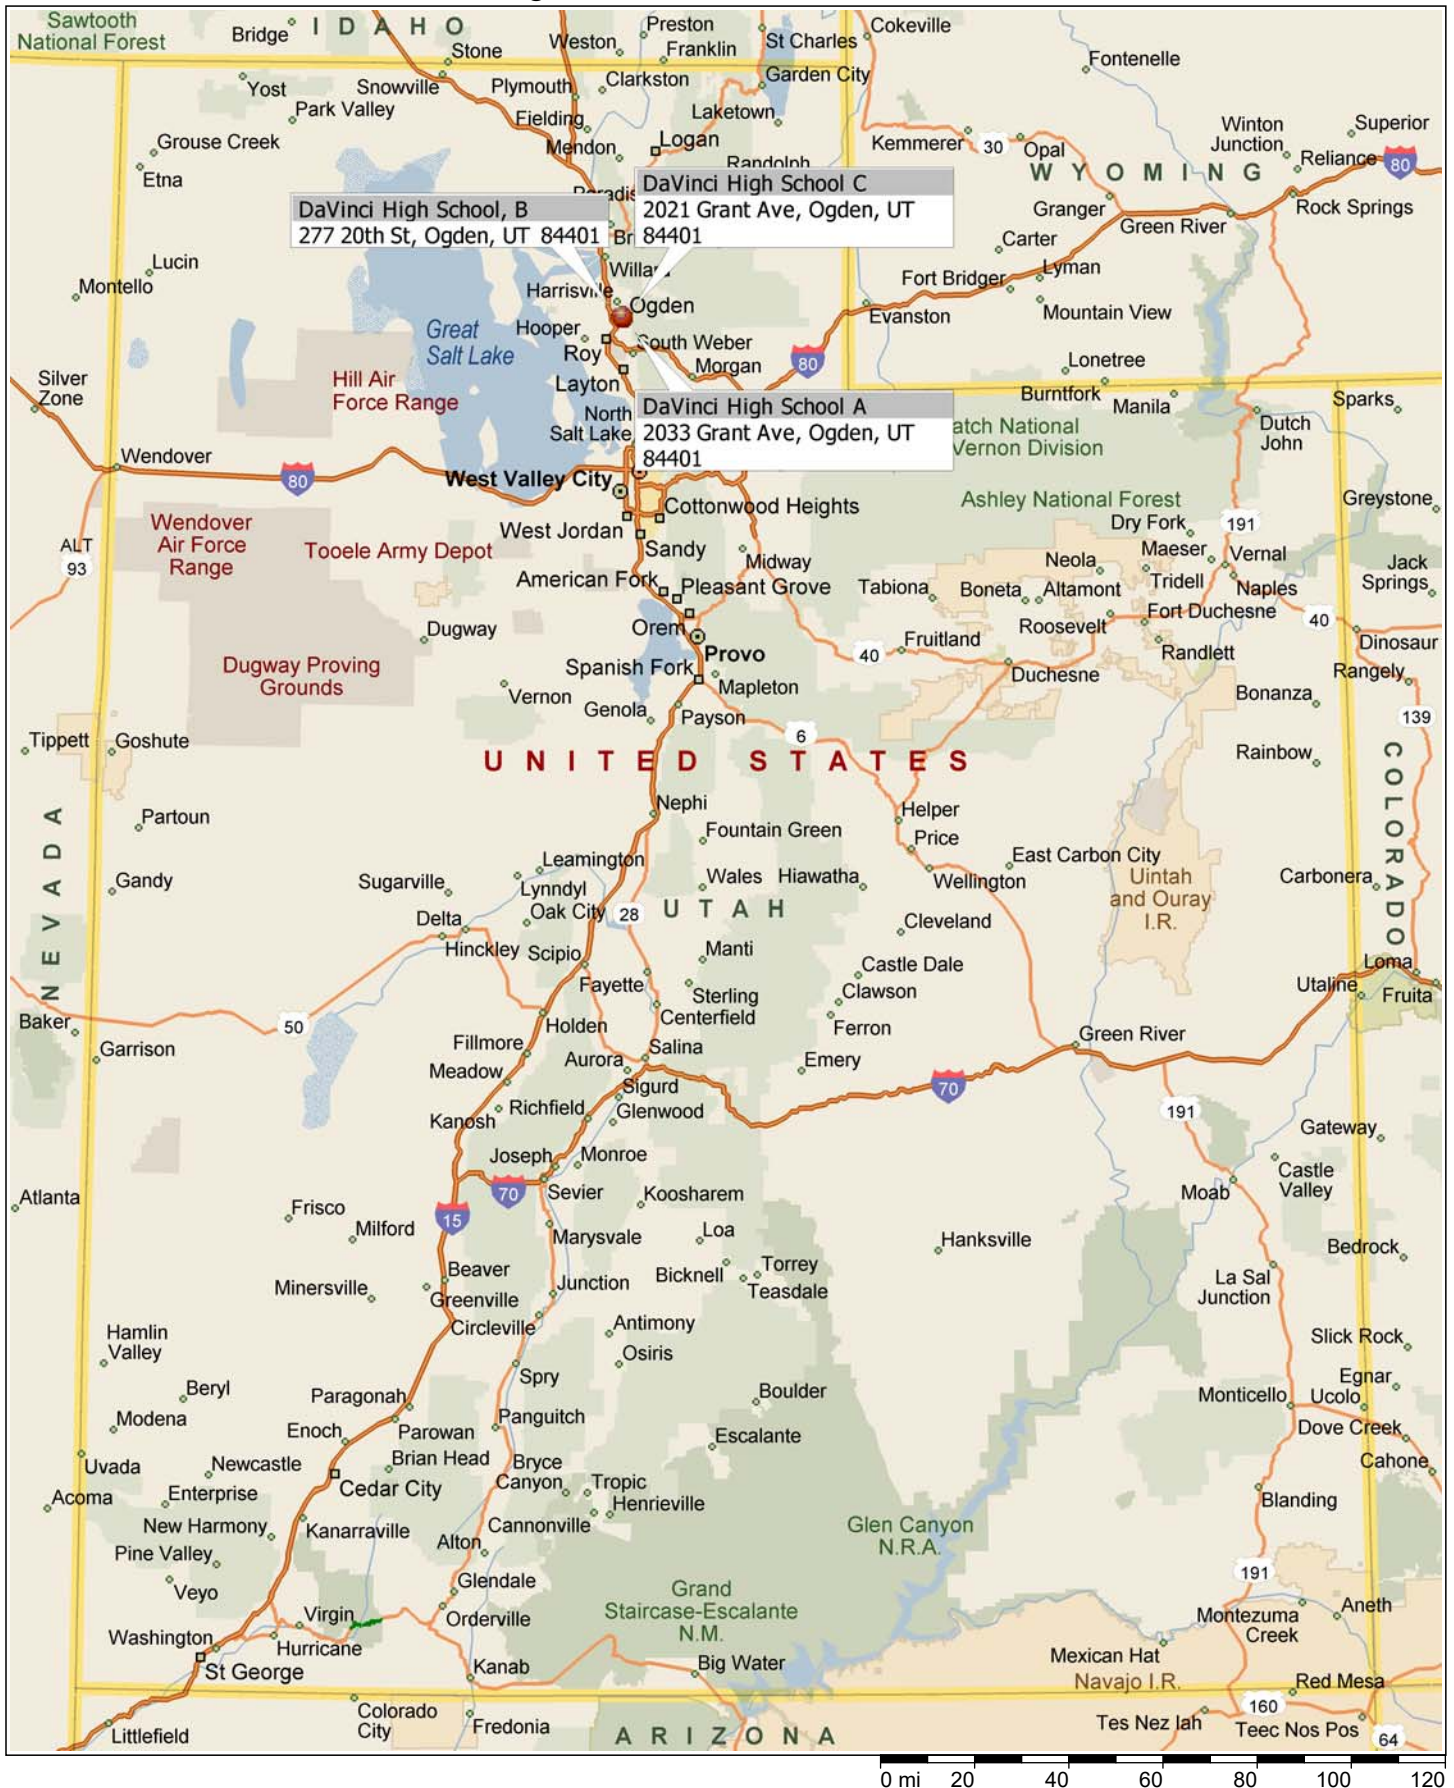 Sawtooth
National Forest
Bridge
I D A H O
Preston
Weston
Franklin
St Charles
Cokeville
Stone
Fontenelle
Yost
Snowville
Plymouth
Clarkston
Garden City
Park Valley
Fielding
Laketown
Grouse Creek
Mendon
Logan
Kemmerer
30
Opal
Winton
Junction
Superior
Reliance
80
Etna
W Y O M I N G
DaVinci High School C
2021 Grant Ave, Ogden, UT
84401
DaVinci High School, B
277 20th St, Ogden, UT 84401
Granger
Green River
Rock Springs
Carter
Lucin
Montello
Harrisville
Ogden
Fort Bridger
Lyman
Evanston
Mountain View
Great
Salt Lake
Hooper
South Weber
Roy
Morgan
80
Lonetree
Silver
Zone
Hill Air
Force Range
Layton
Burntfork
Manila
Sparks
North
Salt Lake
DaVinci High School A
2033 Grant Ave, Ogden, UT
84401
atch National
Vernon Division
Dutch
John
Wendover
80
West Valley City
Cottonwood Heights
Ashley National Forest
Greystone
Wendover
Air Force
Range
Tooele Army Depot
West Jordan
Sandy
Midway
Dry Fork
191
Maeser
Vernal
ALT
93
American Fork
Pleasant Grove
Tabiona
Neola
Boneta
Altamont
Tridell
Naples
Jack
Springs
Dugway
Orem
Provo
40
Fruitland
Roosevelt
Fort Duchesne
40
Dinosaur
Dugway Proving
Grounds
Spanish Fork
Mapleton
Duchesne
Randlett
Rangely
Vernon
Genola
Payson
Bonanza
139
Tippett
Goshute
6
Rainbow
U N I T E D   S T A T E S
C O L O R A D O
N E V A D A
Partoun
Nephi
Fountain Green
Helper
Price
Leamington
East Carbon City
Gandy
Sugarville
Lynndyl
Wales
Hiawatha
Wellington
Uintah
and Ouray
I.R.
Carbonera
Delta
Oak City
28
U T A H
Cleveland
Hinckley
Scipio
Manti
Fayette
Castle Dale
Loma
Sterling
Clawson
Utaline
Fruita
Baker
50
Holden
Centerfield
Ferron
Garrison
Fillmore
Aurora
Salina
Green River
Meadow
Emery
Sigurd
70
Kanosh
Richfield
Glenwood
191
Gateway
Joseph
Monroe
Castle
Valley
Atlanta
70
Sevier
Koosharem
Moab
Frisco
15
Milford
Marysvale
Loa
Hanksville
Bedrock
Beaver
Junction
Bicknell
Torrey
Teasdale
La Sal
Junction
Minersville
Greenville
Circleville
Antimony
Hamlin
Valley
Osiris
Slick Rock
Spry
Egnar
Beryl
Paragonah
Boulder
Monticello
Ucolo
Modena
Enoch
Parowan
Panguitch
Dove Creek
Escalante
Uvada
Newcastle
Brian Head
Bryce
Canyon
Cahone
Acoma
Enterprise
Cedar City
Tropic
Henrieville
Blanding
New Harmony
Kanarraville
Cannonville
Glen Canyon
N.R.A.
Pine Valley
Alton
191
Veyo
Glendale
Grand
Staircase-Escalante
N.M.
Virgin
Orderville
Montezuma
Creek
Aneth
Washington
Hurricane
Mexican Hat
St George
Kanab
Big Water
Navajo I.R.
Red Mesa
Colorado
City
Fredonia
160
Littlefield
A R I Z O N A
Tes Nez Iah
Teec Nos Pos
64
0 mi 20 40 60 80 100 120